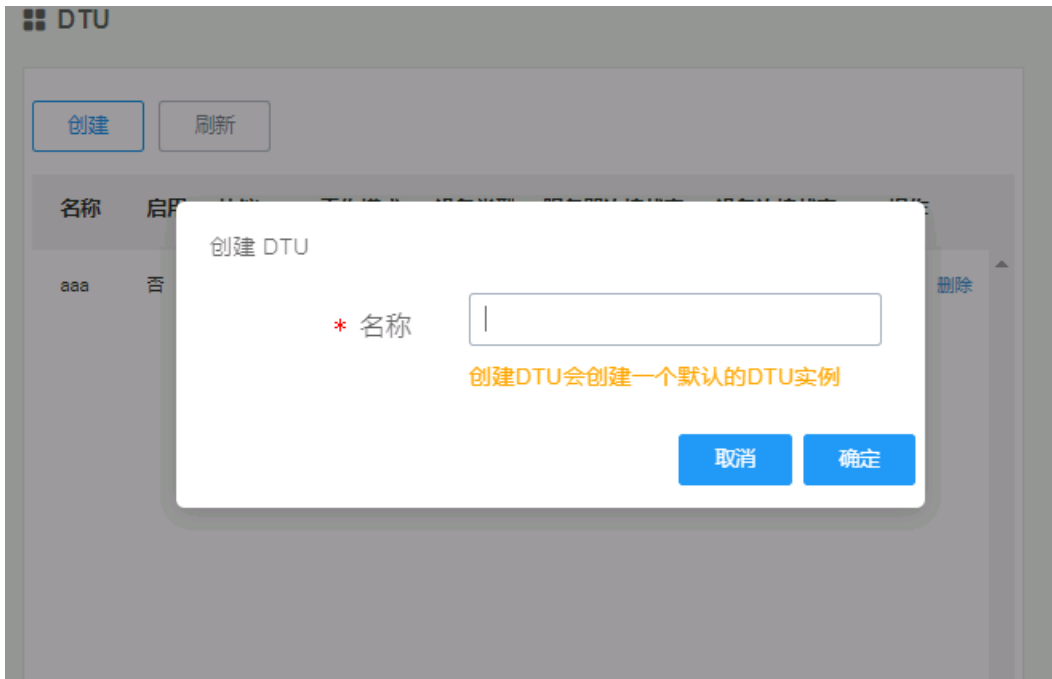 DTU
创建 刷新
名称 启用
创建 DTU
aaa 否 删除
* 名称
创建DTU会创建一个默认的DTU实例
取消 确定